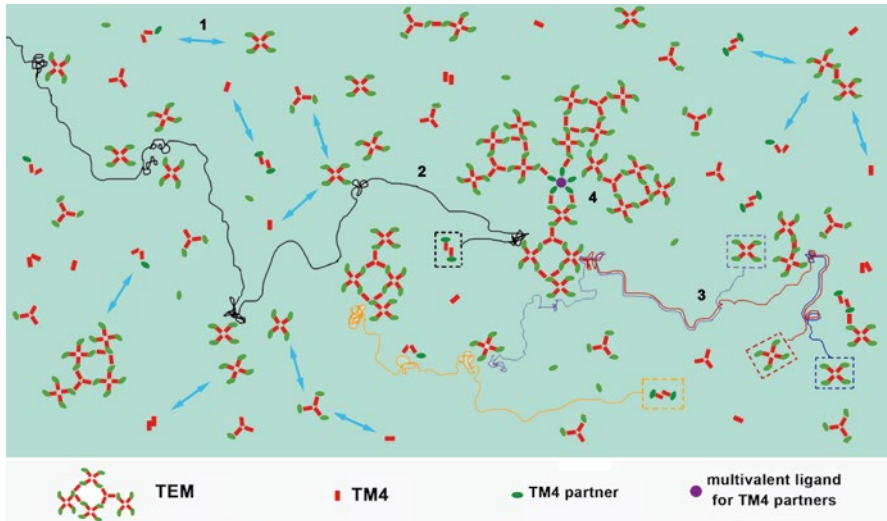 1
2
3
4
TEM
TM4
TM4 partner
multivalent ligand
for TM4 partners